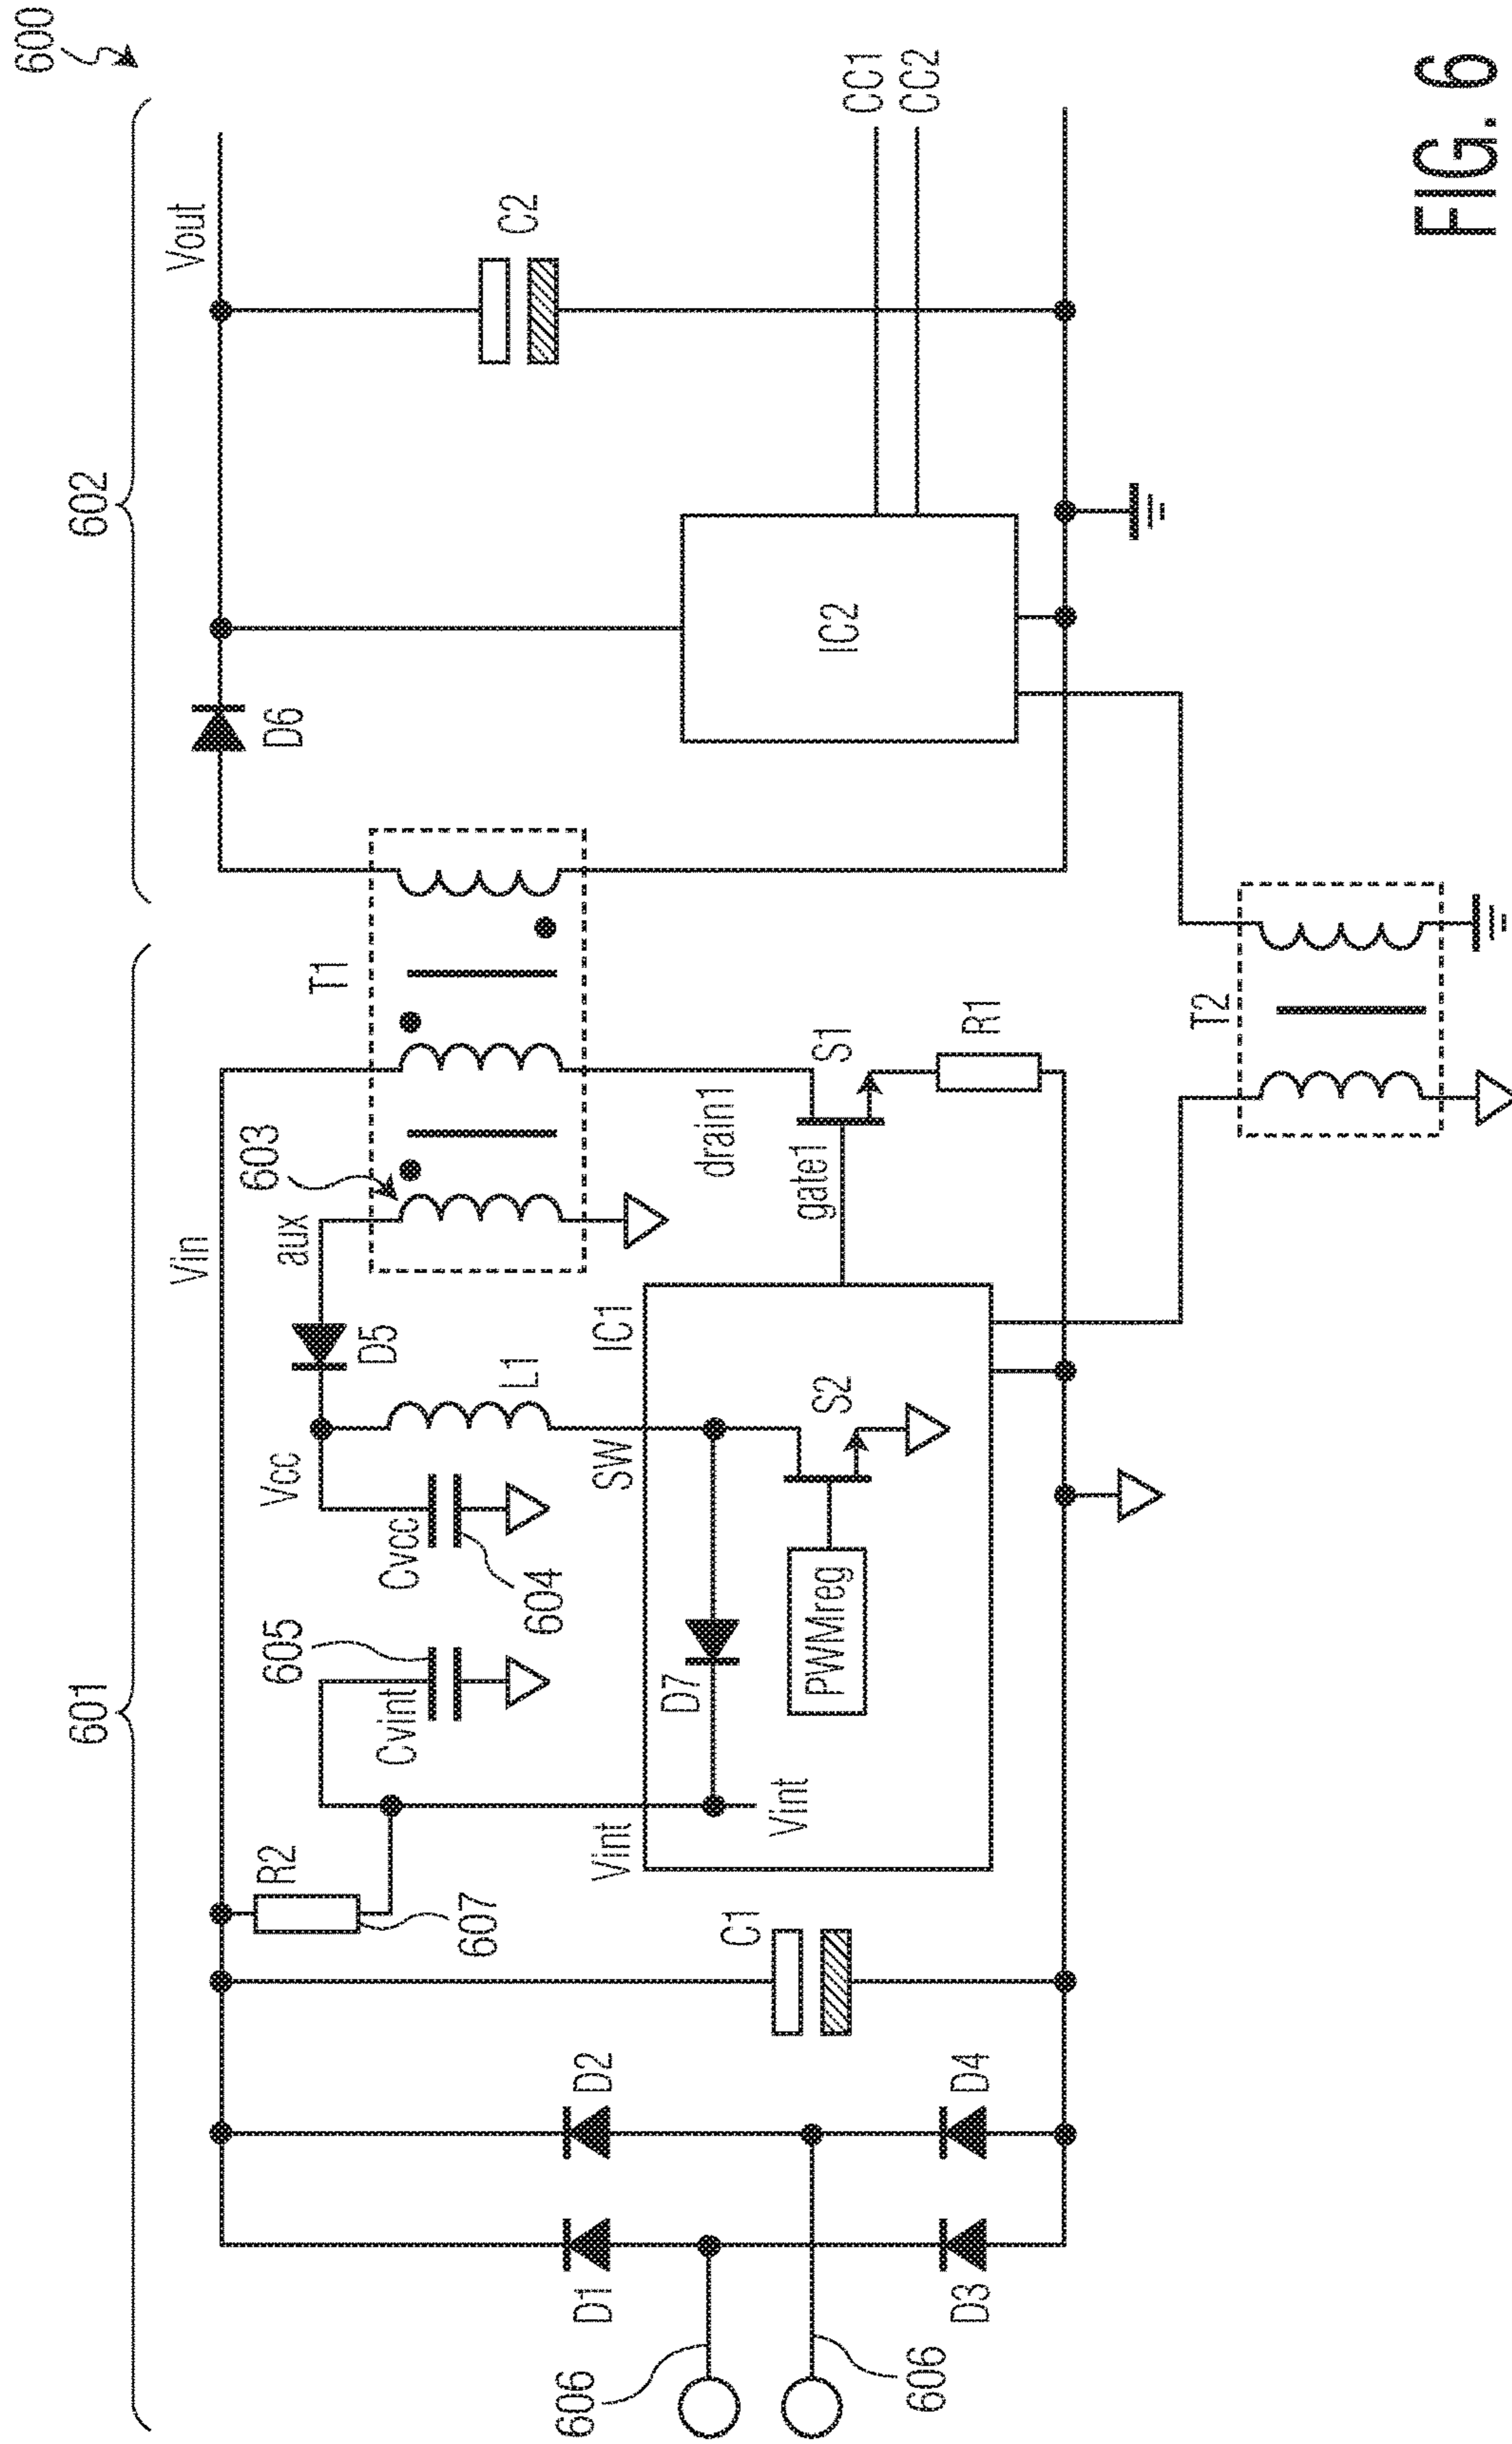 600
601
602
Vin
Vout
R2
607
605
Cvint
Vcc
Cvcc
604
D5
aux
603
T1
D6
C2
L1
Vint
SW
IC1
D7
Vint
PWMreg
S2
drain1
gate1
S1
R1
IC2
CC1
CC2
C1
D1
D2
D3
D4
606
606
T2
FIG. 6